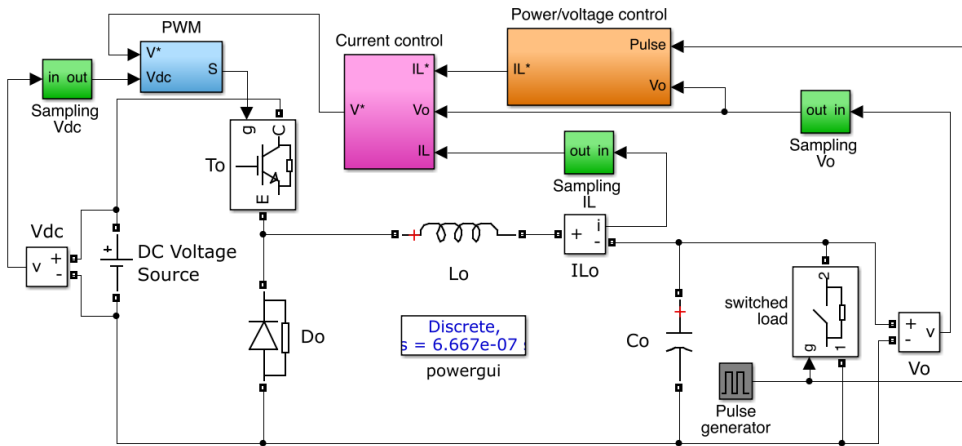 Power/voltage control
PWM
Current control
V*
Vdc
S
in out
Sampling
Vdc
IL*
Vo
IL
V*
Pulse
IL*
Vo
out in
Sampling
Vo
out in
Sampling
IL
g
C
E
To
Vdc
+
-
v
+
DC Voltage
Source
Lo
+
i
-
ILo
Do
Discrete,
s = 6.667e-07 s
powergui
Co
switched
load
2
g
1
+
-
v
Vo
Pulse
generator